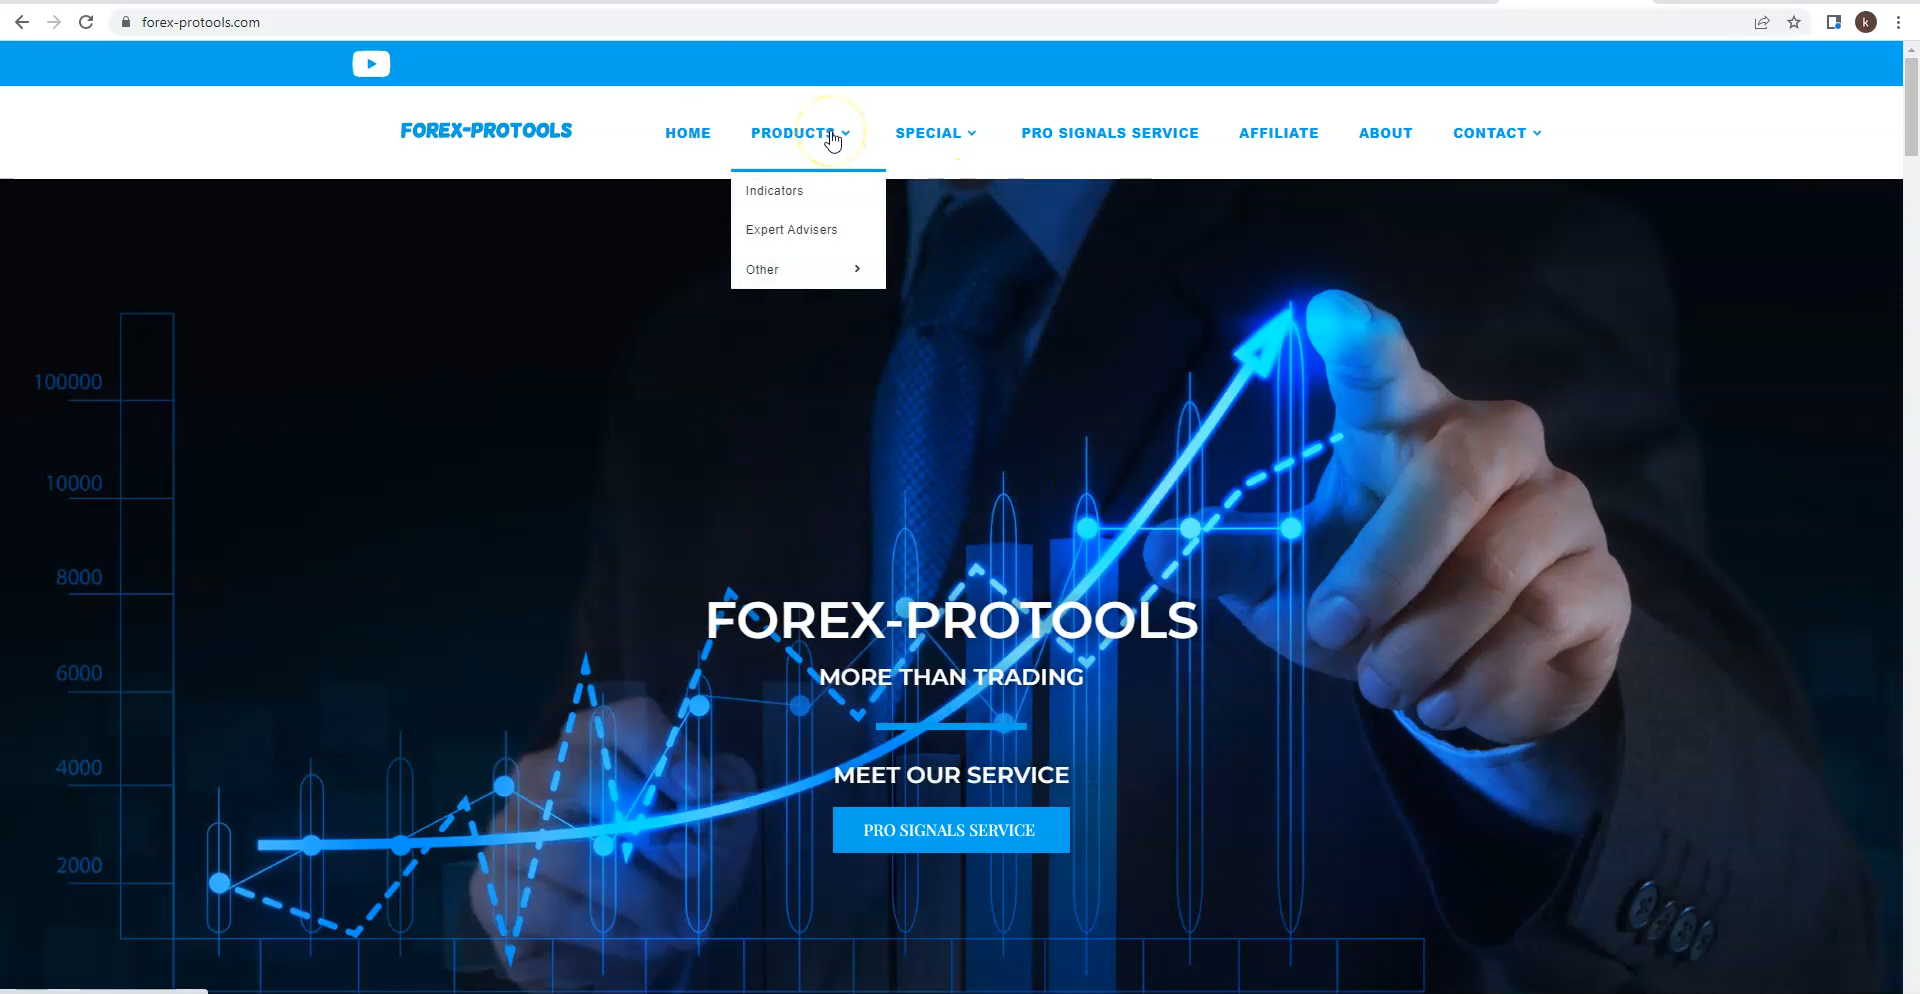 forex-protools.com
k
FOREX-PROTOOLS
HOME PRODUCTS SPECIAL PRO SIGNALS SERVICE AFFILIATE ABOUT CONTACT
Indicators
Expert Advisers
Other
100000
10000
8000
6000
4000
2000
FOREX-PROTOOLS
MORE THAN TRADING
MEET OUR SERVICE
PRO SIGNALS SERVICE